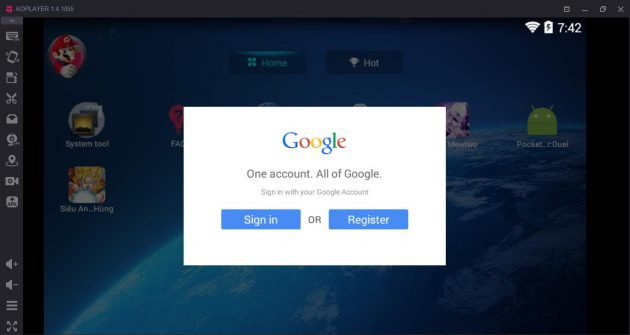 KOPLAYER 1.4.1055
7:42
Home
Hot
System tool
FAQ
Mewtwo
Pocket...r:Duel
Siêu An...Hùng
Google
One account. All of Google.
Sign in with your Google Account
Sign in
OR
Register